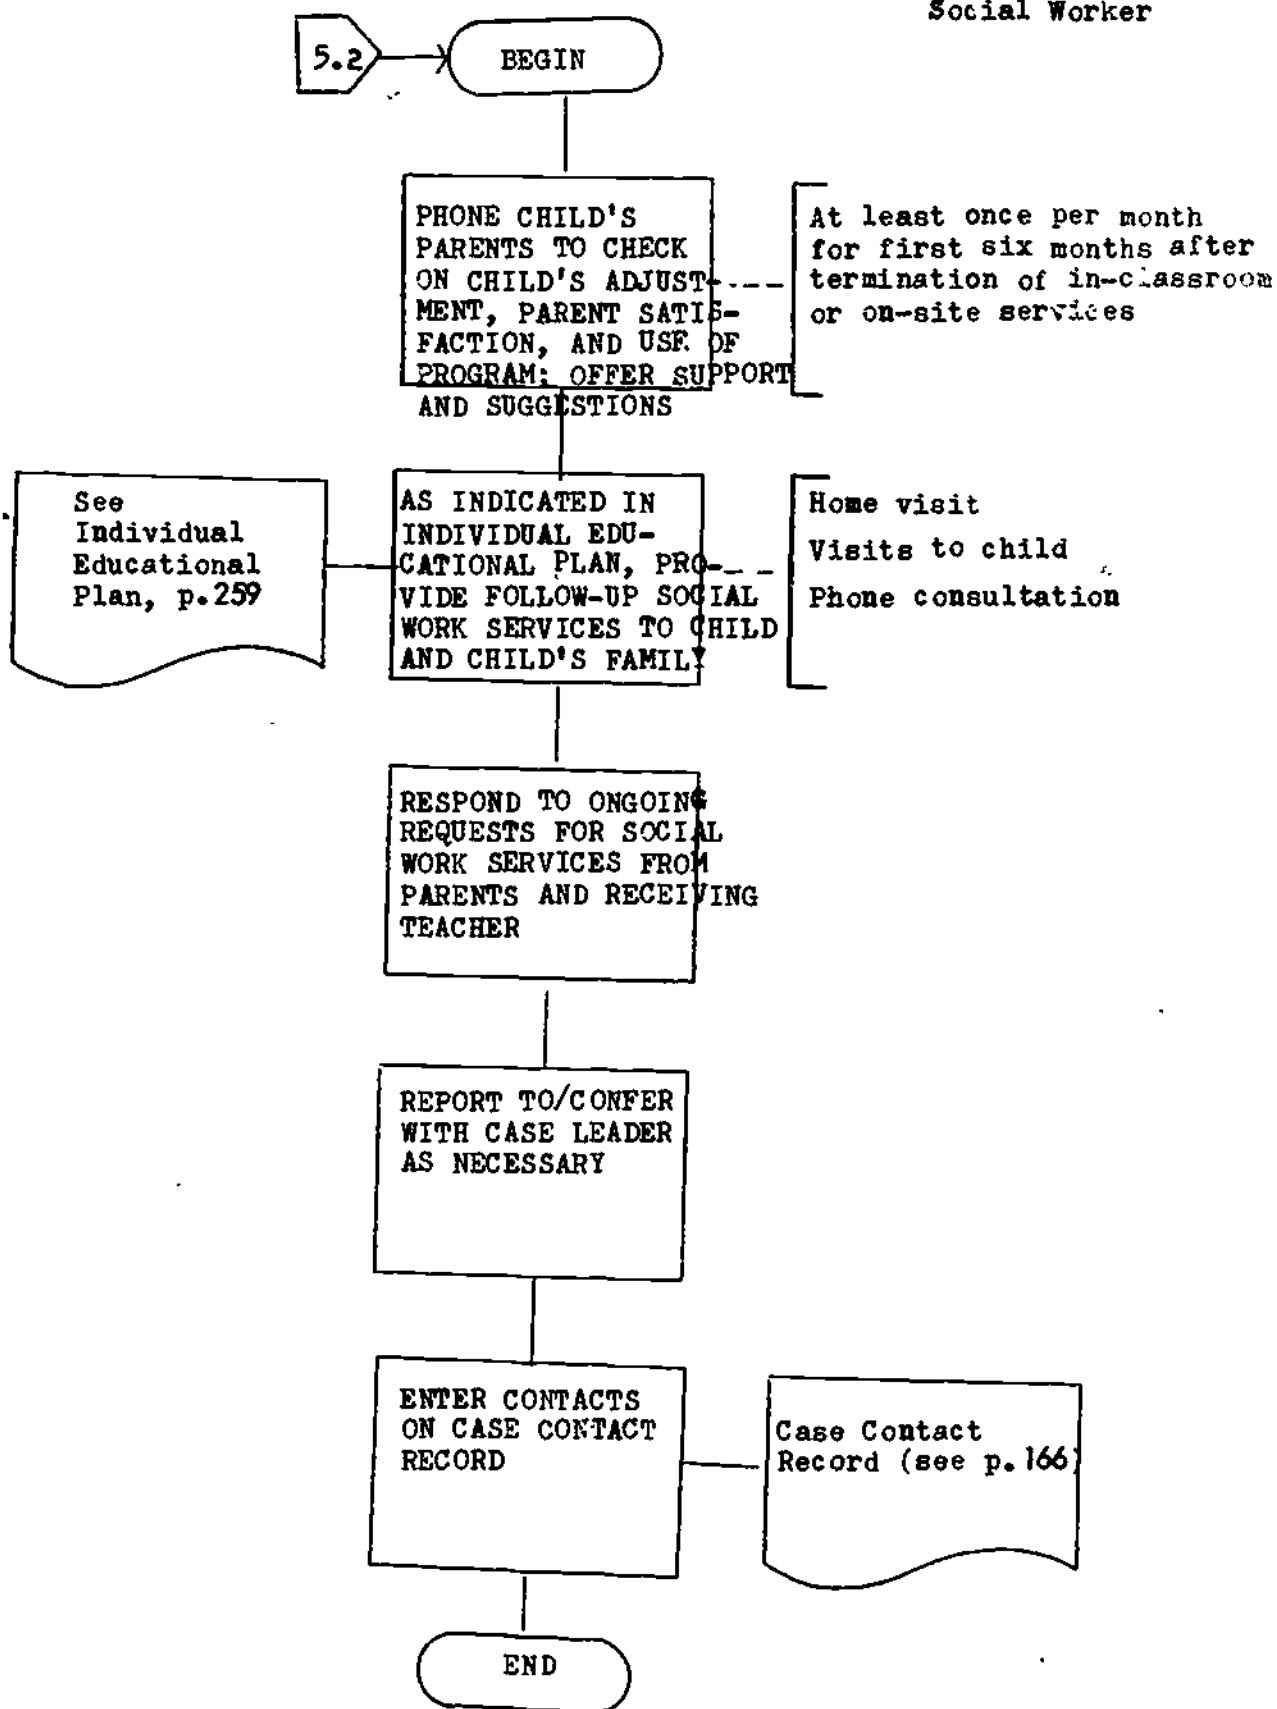 Social Worker
5.2
BEGIN
PHONE CHILD'S
PARENTS TO CHECK
ON CHILD'S ADJUST-
MENT, PARENT SATIS-
FACTION, AND USE OF
PROGRAM; OFFER SUPPORT
AND SUGGESTIONS
At least once per month
for first six months after
termination of in-classroom
or on-site services
See
Individual
Educational
Plan, p.259
AS INDICATED IN
INDIVIDUAL EDU-
CATIONAL PLAN, PRO-
VIDE FOLLOW-UP SOCIAL
WORK SERVICES TO CHILD
AND CHILD'S FAMILY
Home visit
Visits to child
Phone consultation
RESPOND TO ONGOING
REQUESTS FOR SOCIAL
WORK SERVICES FROM
PARENTS AND RECEIVING
TEACHER
REPORT TO/CONFER
WITH CASE LEADER
AS NECESSARY
ENTER CONTACTS
ON CASE CONTACT
RECORD
Case Contact
Record (see p.166)
END